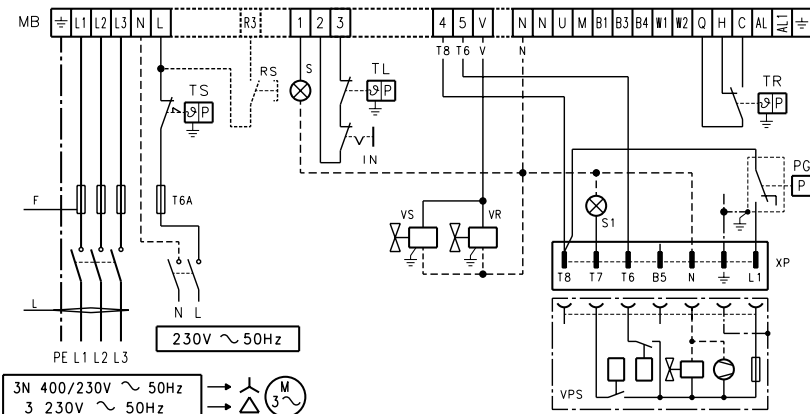 MB ⏚ L1 L2 L3 N L R3 1 2 3 4 5 V N N U M B1 B3 B4 W1 W2 Q H C AL AL1 ⏚
T8 T6 V N
RS S TL
TS ϑ P ϑ P TR ϑ P
IN
PG
P
F T6A
VS VR S1
XP
T8 T7 T6 B5 N ⏚ L1
L
N L
230V ~ 50Hz
PE L1 L2 L3
VPS
3N 400/230V ~ 50Hz
3 230V ~ 50Hz
M
3~